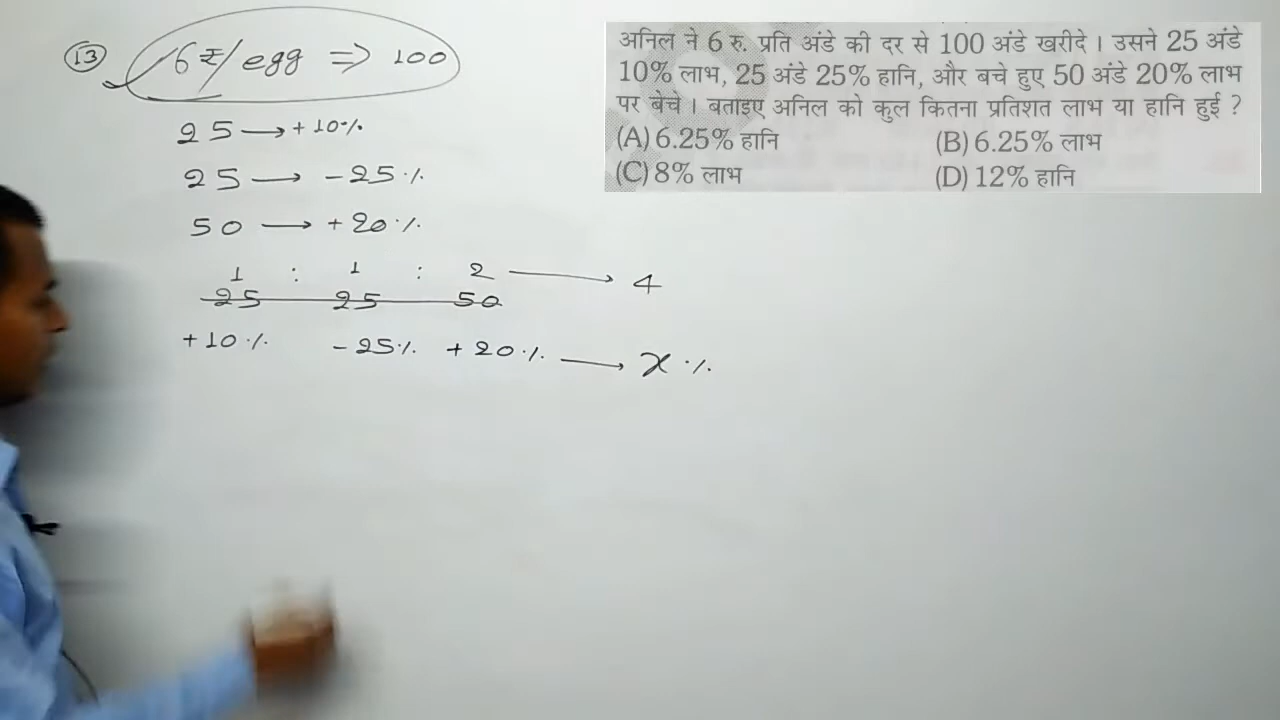 13 6₹/egg ⇒ 100
25 → +10%
25 → -25%
50 → +20%
1 : 1 : 2 → 4
25 25 50
+10% -25% +20% → x%
अनिल ने 6 रु. प्रति अंडे की दर से 100 अंडे खरीदे । उसने 25 अंडे
10% लाभ, 25 अंडे 25% हानि, और बचे हुए 50 अंडे 20% लाभ
पर बेचे । बताइए अनिल को कुल कितना प्रतिशत लाभ या हानि हुई ?
(A) 6.25% हानि (B) 6.25% लाभ
(C) 8% लाभ (D) 12% हानि